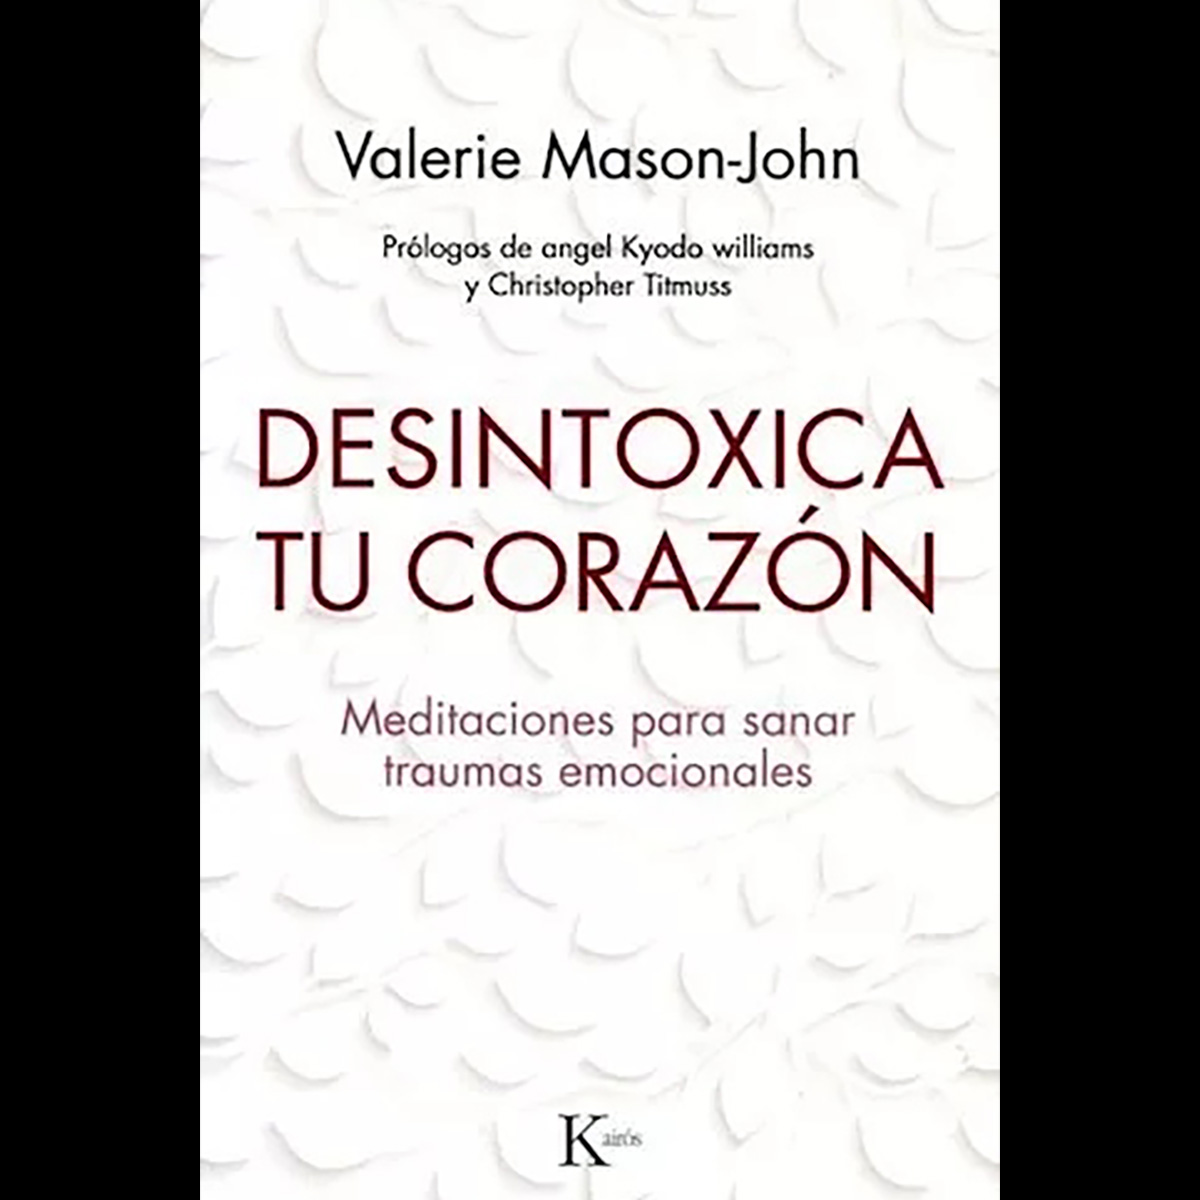 Valerie Mason-John
Prólogos de angel Kyodo williams
y Christopher Titmuss
DESINTOXICA
TU CORAZÓN
Meditaciones para sanar
traumas emocionales
Kairós